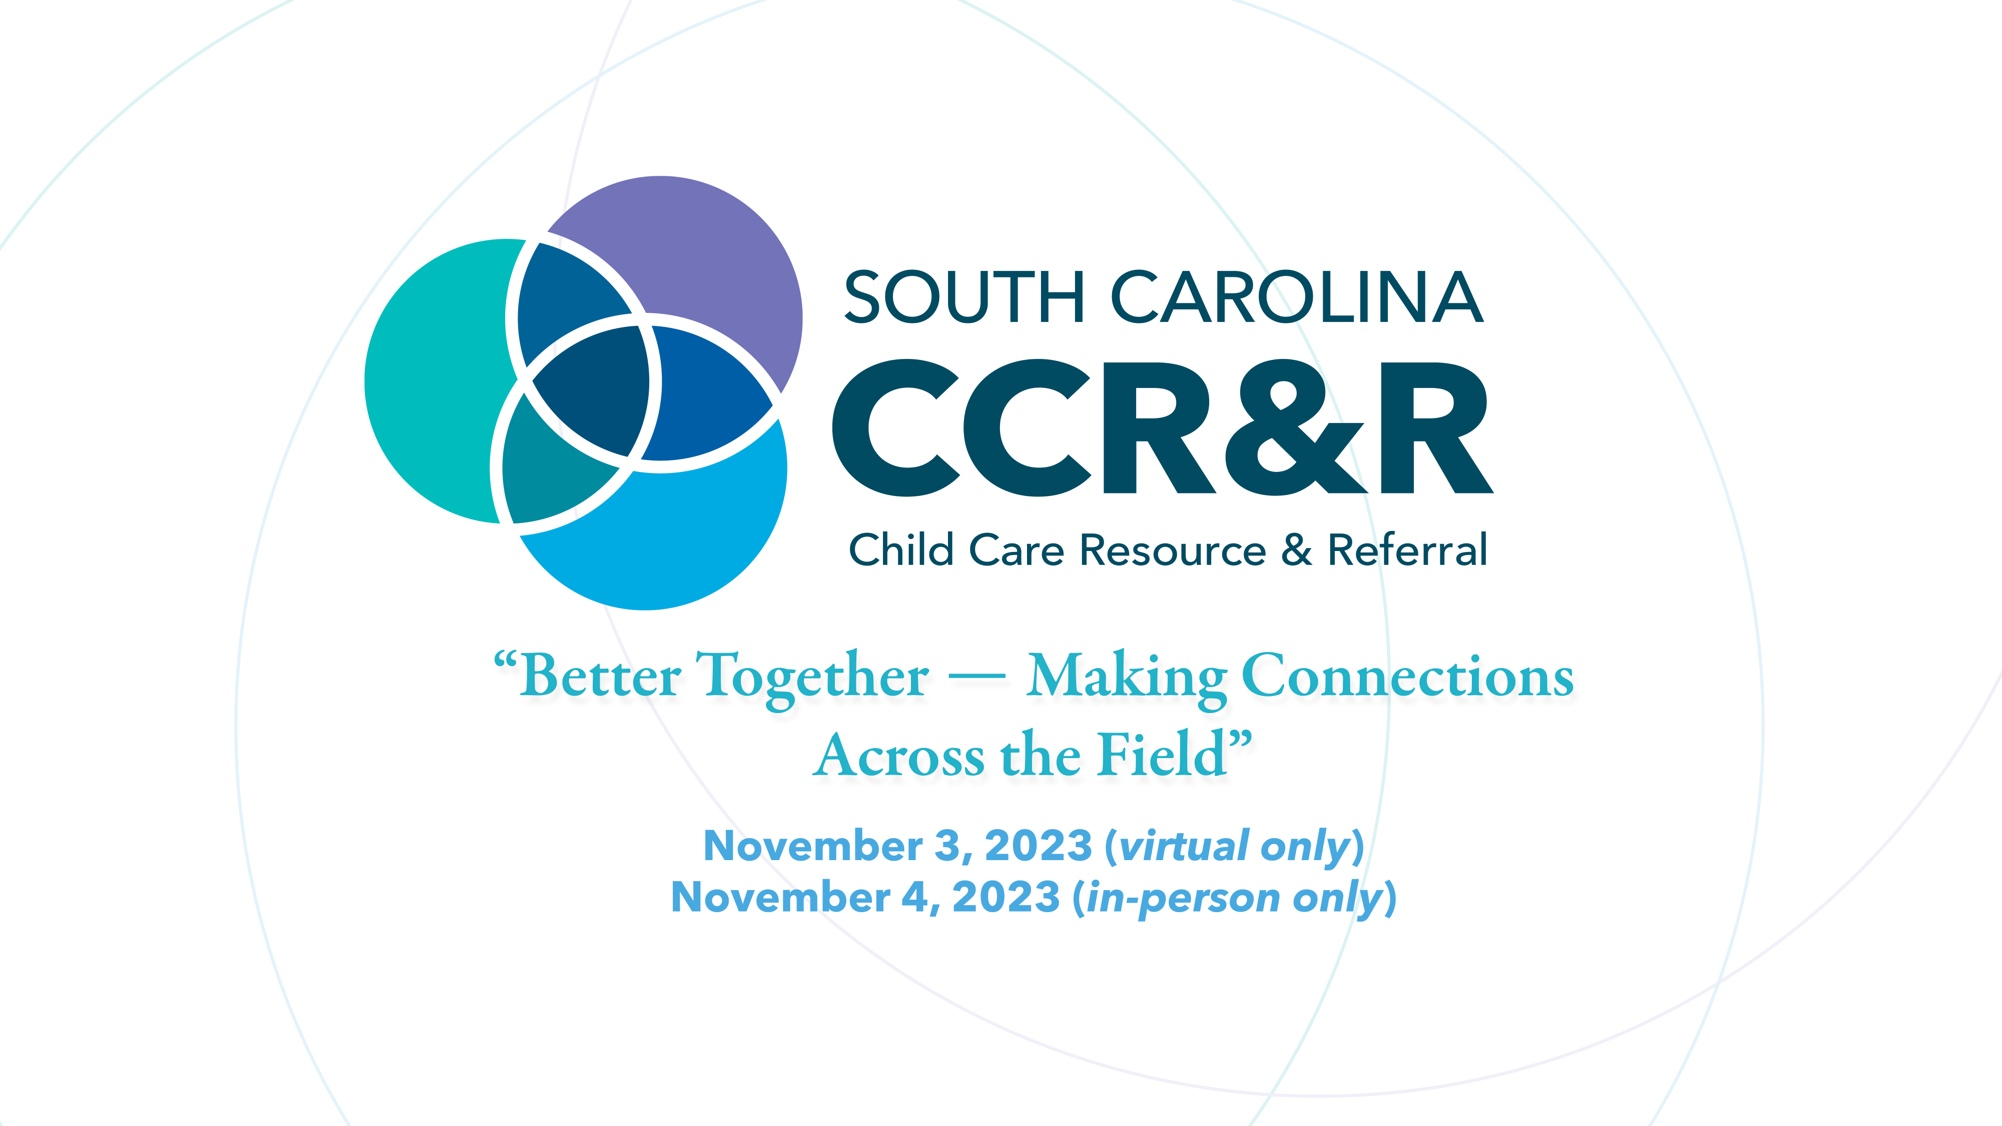 SOUTH CAROLINA
CCR&R
Child Care Resource & Referral
“Better Together — Making Connections
Across the Field”
November 3, 2023 (virtual only)
November 4, 2023 (in-person only)